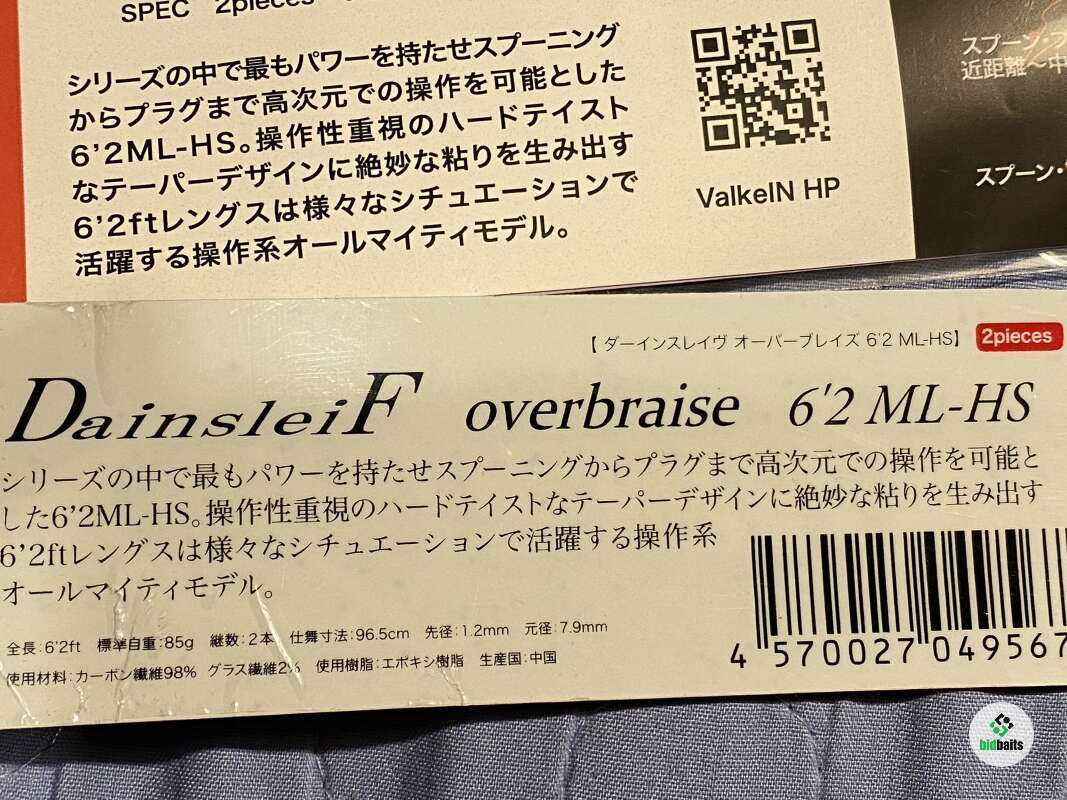 SPEC 2pieces
シリーズの中で最もパワーを持たせスプーニング
からプラグまで高次元での操作を可能とした
6'2ML-HS。操作性重視のハードテイスト
なテーパーデザインに絶妙な粘りを生み出す
6'2ftレングスは様々なシチュエーションで
活躍する操作系オールマイティモデル。
ValkeIN HP
スプーン・プ
近距離〜中
スプーン・
【 ダーインスレイヴ オーバーブレイズ 6'2 ML-HS】 2pieces
DainsleiF overbraise 6'2 ML-HS
シリーズの中で最もパワーを持たせスプーニングからプラグまで高次元での操作を可能と
した6'2ML-HS。操作性重視のハードテイストなテーパーデザインに絶妙な粘りを生み出す
6'2ftレングスは様々なシチュエーションで活躍する操作系
オールマイティモデル。
全長:6'2ft 標準自重:85g 継数:2本 仕舞寸法:96.5cm 先径:1.2mm 元径:7.9mm
使用材料:カーボン繊維98% グラス繊維2% 使用樹脂:エポキシ樹脂 生産国:中国
4 570027 049567
bidbaits